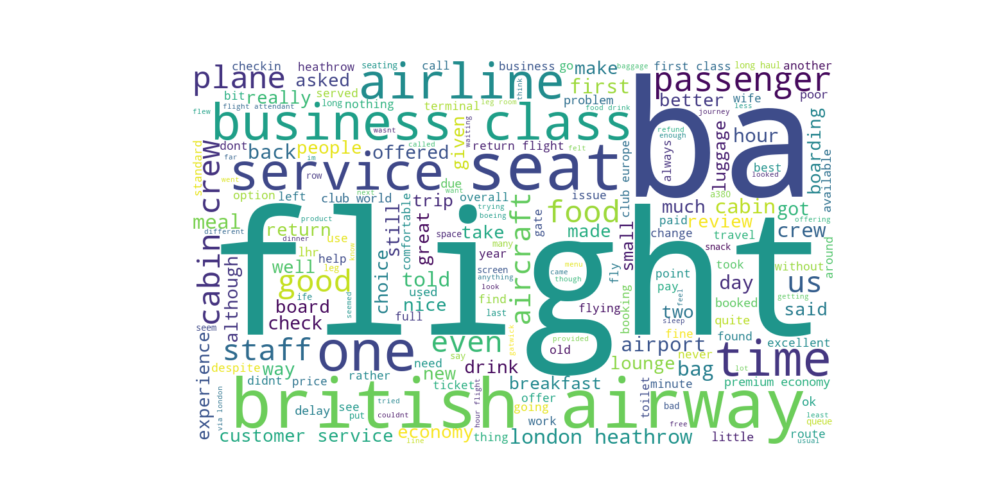 checkin heathrow seating call business go make baggage first class long haul another
plane asked airline first passenger
bit really served long nothing terminal leg room food drink problem better wife less poor
flew flight attendant think journey
business class wasnt given waiting refund enough hour
dont back people offered called return flight felt always luggage boarding available
standard far im row service seat ba best looked
went option left club world next due want overall issue club europe a380
cabin crew trip much cabin got offering
meal return product still great trying boeing aircraft food made small paid review crew
different dinner use comfortable space take gate change travel snack around
although lhr help choice many year screen anything look came though menu fly took without
well leg know told flight point pay day us
good ife seemed used nice find flying booking two booked getting said
board full last feel
seem check gatwick provided old sleep fine quite found excellent
staff one even say airport never time
experience despite way rather need new drink lounge bag lot
didnt price tickets breakfast toilet minute premium economy
via london british airway offer bad ok
delay see put tried couldnt hour flight going work free least queue
customer service economy line thing london heathrow little route usual